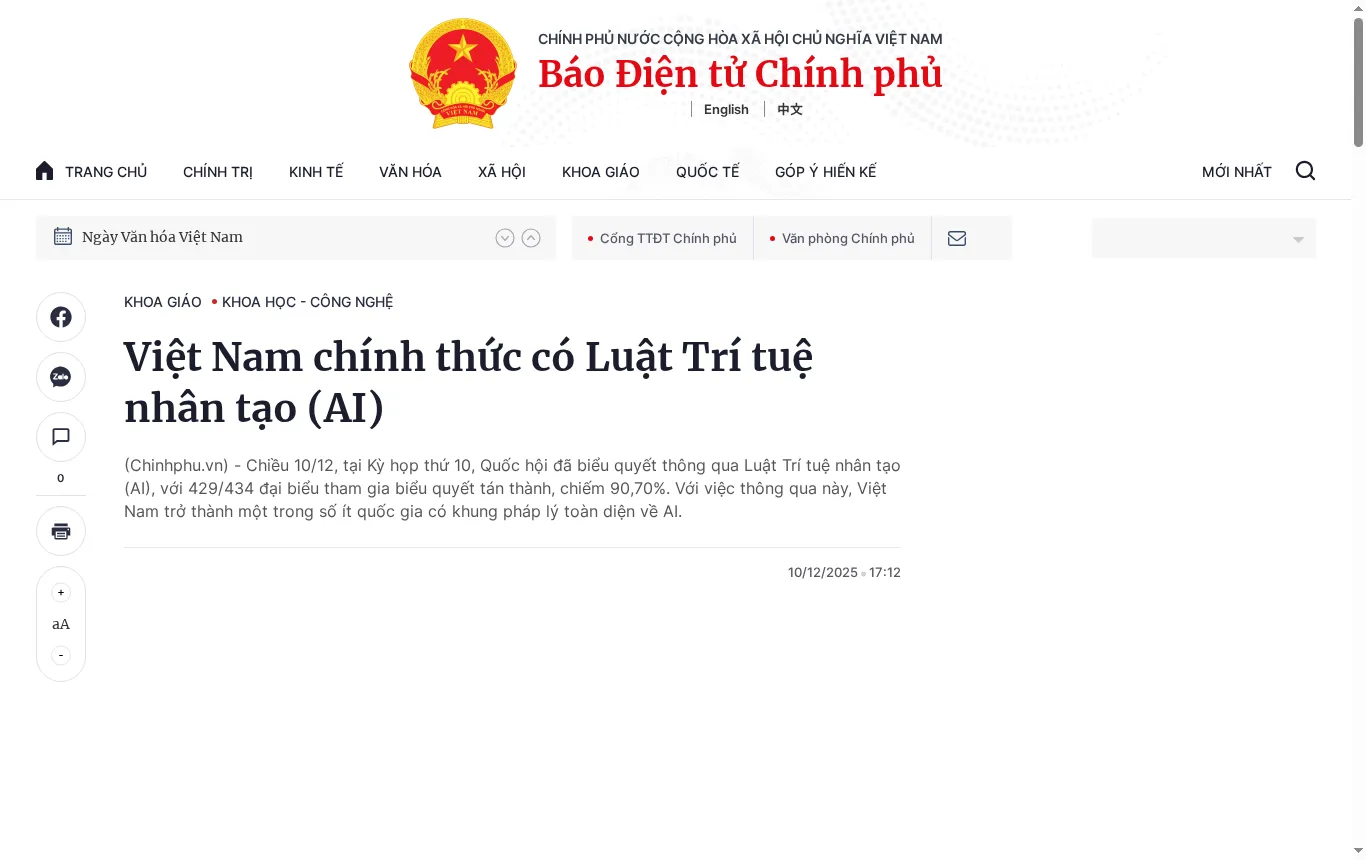 CHÍNH PHỦ NƯỚC CỘNG HÒA XÃ HỘI CHỦ NGHĨA VIỆT NAM
Báo Điện tử Chính phủ
English 中文
VIỆT NAM
TRANG CHỦ CHÍNH TRỊ KINH TẾ VĂN HÓA XÃ HỘI KHOA GIÁO QUỐC TẾ GÓP Ý HIẾN KẾ MỚI NHẤT
Ngày Văn hóa Việt Nam
Cổng TTĐT Chính phủ Văn phòng Chính phủ
KHOA GIÁO KHOA HỌC - CÔNG NGHỆ
Việt Nam chính thức có Luật Trí tuệ
nhân tạo (AI)
Zalo
(Chinhphu.vn) - Chiều 10/12, tại Kỳ họp thứ 10, Quốc hội đã biểu quyết thông qua Luật Trí tuệ nhân tạo
(AI), với 429/434 đại biểu tham gia biểu quyết tán thành, chiếm 90,70%. Với việc thông qua này, Việt
Nam trở thành một trong số ít quốc gia có khung pháp lý toàn diện về AI.
0
10/12/2025 17:12
+
aA
-